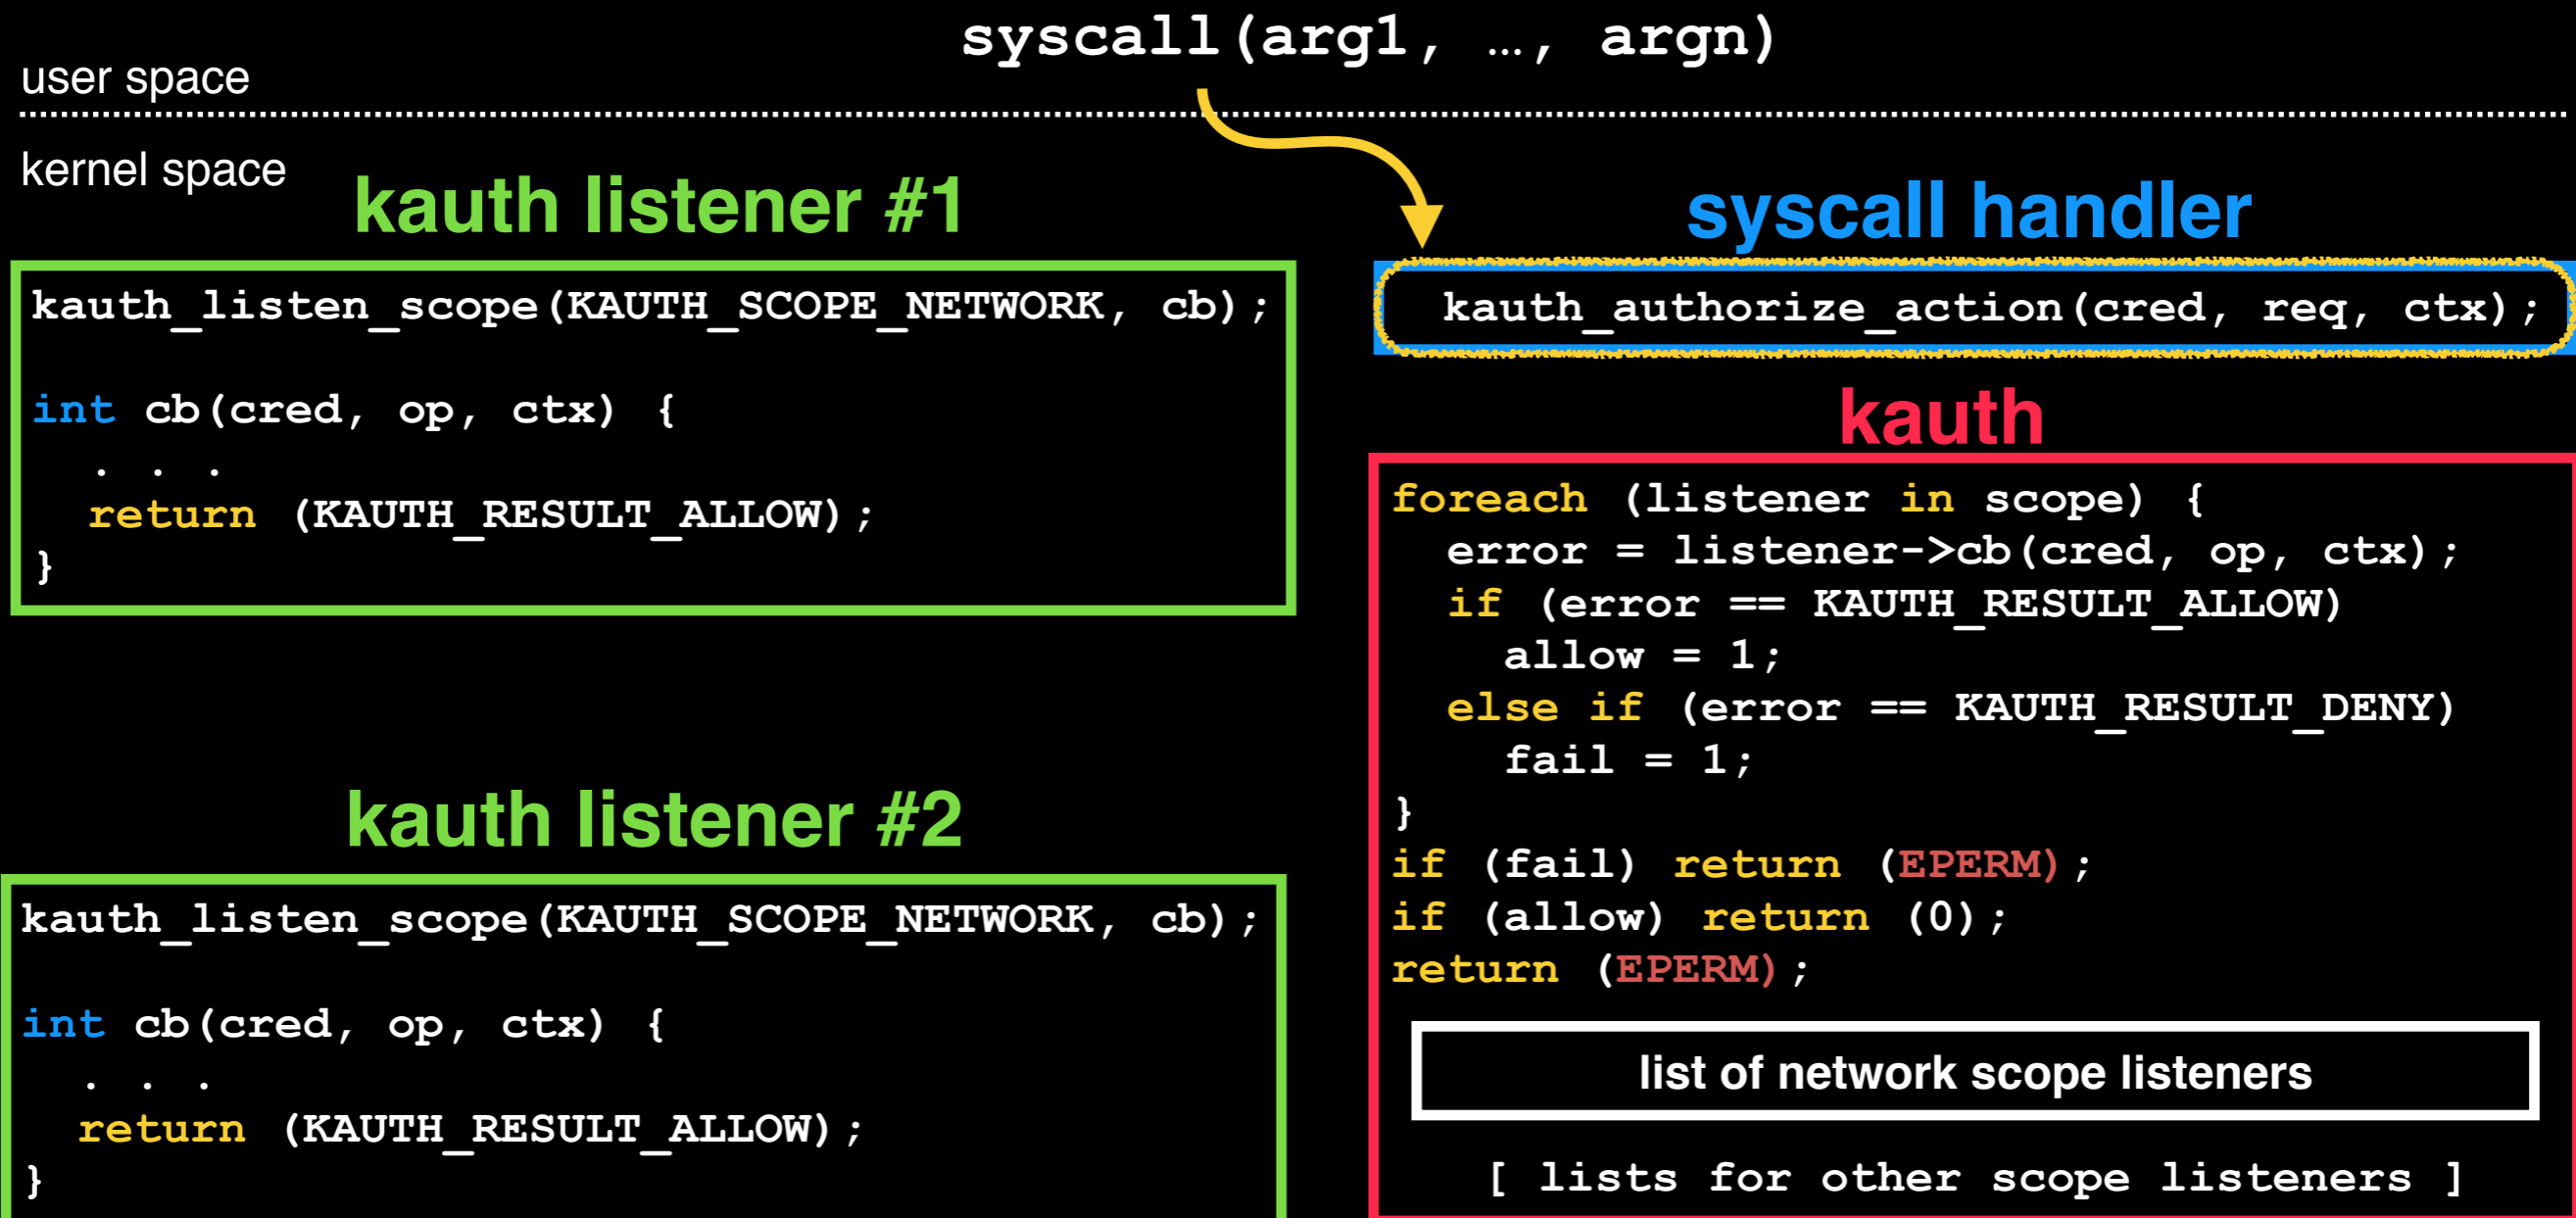 syscall(arg1, …, argn)
user space
kernel space
kauth listener #1
kauth_listen_scope(KAUTH_SCOPE_NETWORK, cb);
int cb(cred, op, ctx) {
. . .
return (KAUTH_RESULT_ALLOW);
}
kauth listener #2
kauth_listen_scope(KAUTH_SCOPE_NETWORK, cb);
int cb(cred, op, ctx) {
. . .
return (KAUTH_RESULT_ALLOW);
}
syscall handler
kauth_authorize_action(cred, req, ctx);
kauth
foreach (listener in scope) {
error = listener->cb(cred, op, ctx);
if (error == KAUTH_RESULT_ALLOW)
allow = 1;
else if (error == KAUTH_RESULT_DENY)
fail = 1;
}
if (fail) return (EPERM);
if (allow) return (0);
return (EPERM);
list of network scope listeners
[ lists for other scope listeners ]